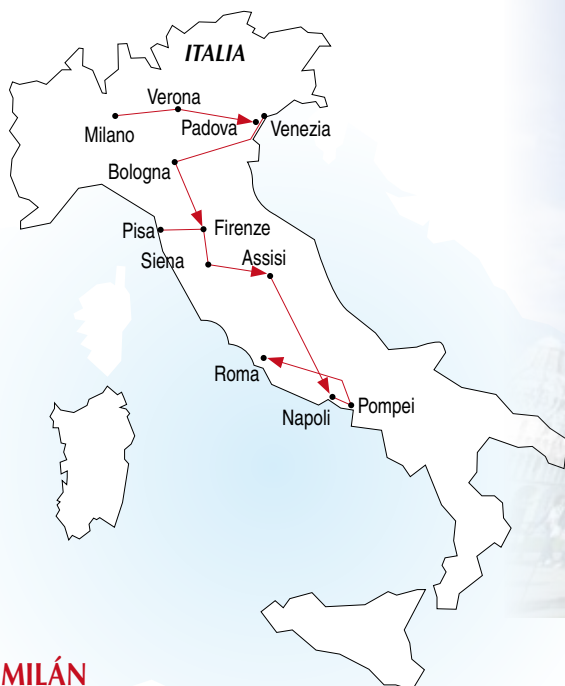 ITALIA
Verona
Milano
Padova
Venezia
Bologna
Pisa
Firenze
Siena
Assisi
Roma
Napoli
Pompei
MILÁN